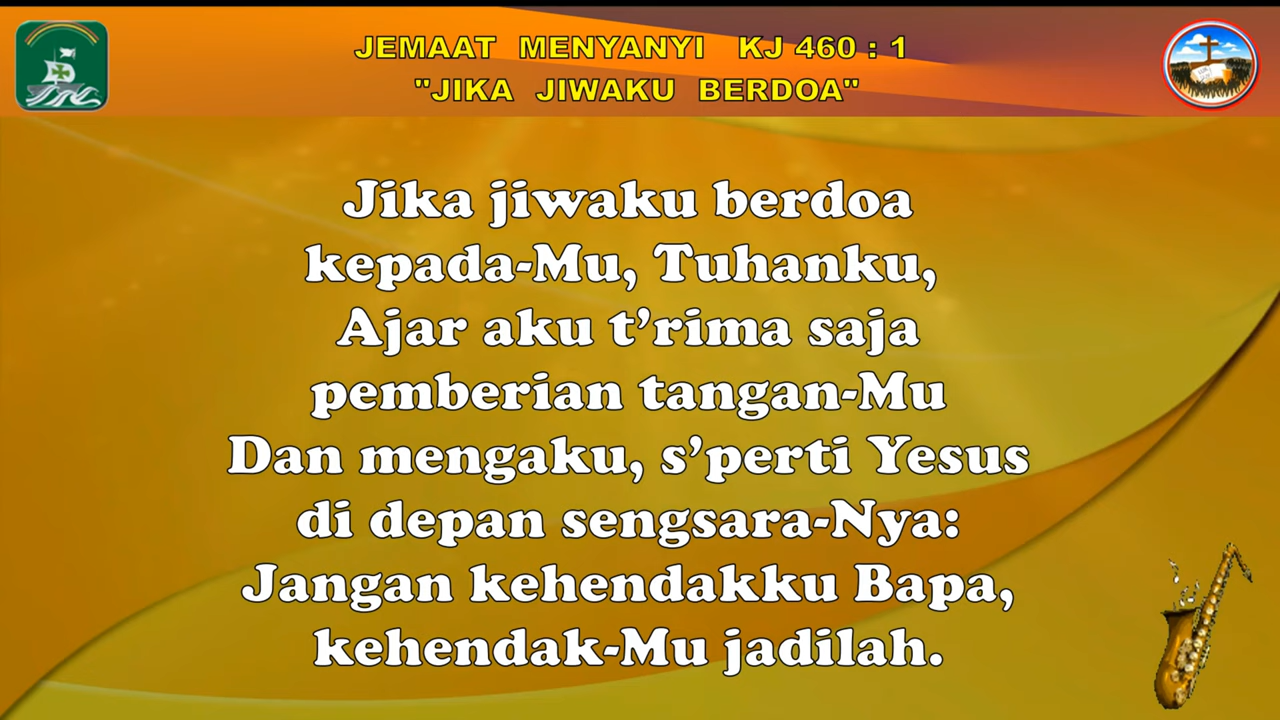 JEMAAT MENYANYI KJ 460 : 1
"JIKA JIWAKU BERDOA"
Jika jiwaku berdoa
kepada-Mu, Tuhanku,
Ajar aku t’rima saja
pemberian tangan-Mu
Dan mengaku, s’perti Yesus
di depan sengsara-Nya:
Jangan kehendakku Bapa,
kehendak-Mu jadilah.